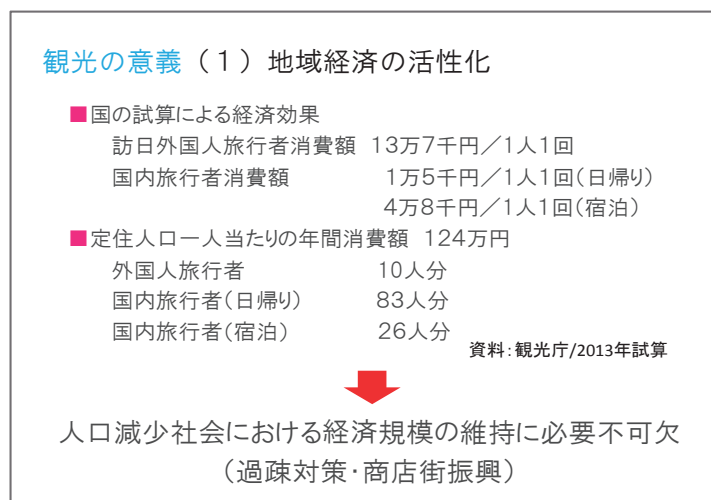 観光の意義（１）地域経済の活性化
■国の試算による経済効果
訪日外国人旅行者消費額 13万7千円／1人1回
国内旅行者消費額 1万5千円／1人1回(日帰り)
4万8千円／1人1回(宿泊)
■定住人口一人当たりの年間消費額 124万円
外国人旅行者 10人分
国内旅行者(日帰り) 83人分
国内旅行者(宿泊) 26人分
資料：観光庁/2013年試算
人口減少社会における経済規模の維持に必要不可欠
（過疎対策・商店街振興）